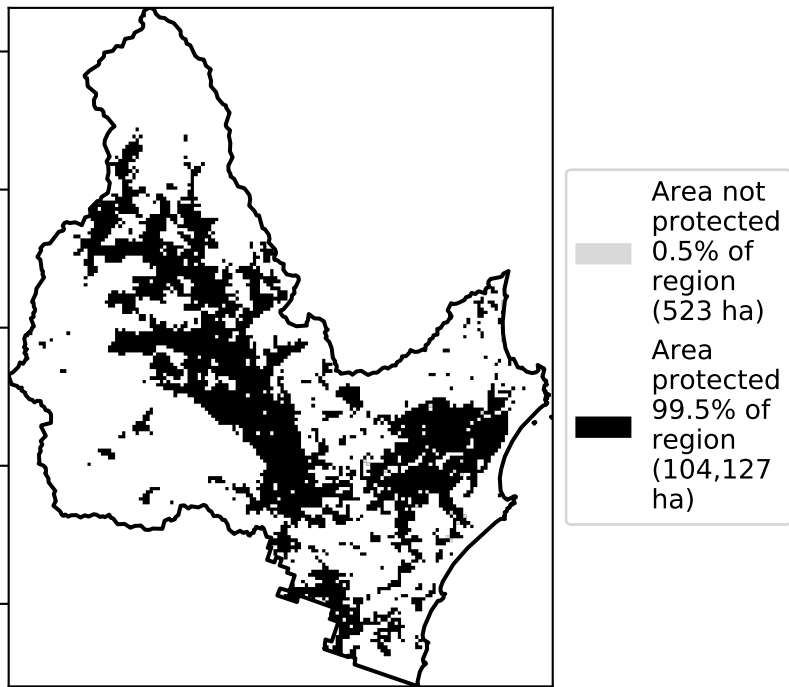 Area not
protected
0.5% of
region
(523 ha)
Area
protected
99.5% of
region
(104,127
ha)